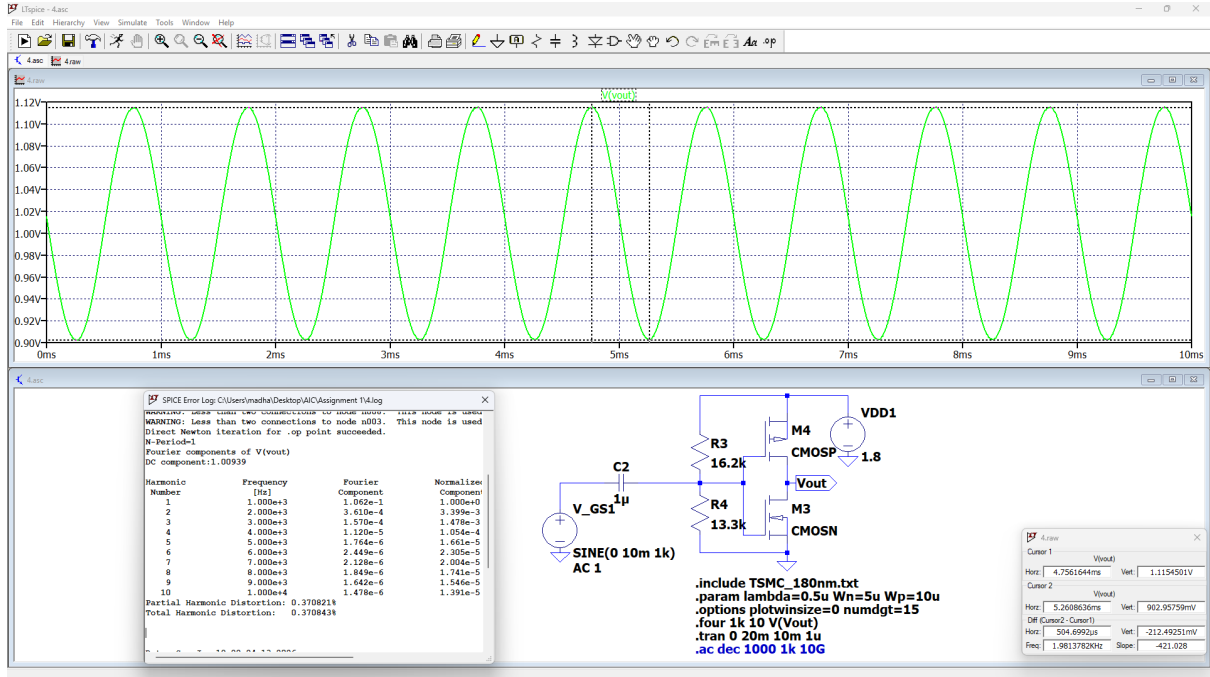 LTspice - 4.asc
File Edit Hierarchy View Simulate Tools Window Help
4.asc 4.raw
4.raw
V(vout)
1.12V
1.10V
1.08V
1.06V
1.04V
1.02V
1.00V
0.98V
0.96V
0.94V
0.92V
0.90V
0ms 1ms 2ms 3ms 4ms 5ms 6ms 7ms 8ms 9ms 10ms
4.asc
SPICE Error Log: C:\Users\madha\Desktop\AIC\Assignment 1\4.log
WARNING: Less than two connections to node n006. This node is used
WARNING: Less than two connections to node n003. This node is used
Direct Newton iteration for .op point succeeded.
N-Period=1
Fourier components of V(vout)
DC component:1.00939
Harmonic Frequency Fourier Normalized
Number [Hz] Component Component
1 1.000e+3 1.062e-1 1.000e+0
2 2.000e+3 3.610e-4 3.399e-3
3 3.000e+3 1.570e-4 1.478e-3
4 4.000e+3 1.120e-5 1.054e-4
5 5.000e+3 1.764e-6 1.661e-5
6 6.000e+3 2.449e-6 2.305e-5
7 7.000e+3 2.128e-6 2.004e-5
8 8.000e+3 1.849e-6 1.741e-5
9 9.000e+3 1.642e-6 1.546e-5
10 1.000e+4 1.478e-6 1.391e-5
Partial Harmonic Distortion: 0.370821%
Total Harmonic Distortion: 0.370843%
VDD1
1.8
M4
CMOSP
R3
16.2k
C2
1µ
Vout
V_GS1
R4
13.3k
M3
CMOSN
SINE(0 10m 1k)
AC 1
.include TSMC_180nm.txt
.param lambda=0.5u Wn=5u Wp=10u
.options plotwinsize=0 numdgt=15
.four 1k 10 V(Vout)
.tran 0 20m 10m 1u
.ac dec 1000 1k 10G
4.raw
Cursor 1
V(vout)
Horz: 4.7561644ms Vert: 1.1154501V
Cursor 2
V(vout)
Horz: 5.2608636ms Vert: 902.95759mV
Diff (Cursor2 - Cursor1)
Horz: 504.6992µs Vert: -212.49251mV
Freq: 1.9813782KHz Slope: -421.028